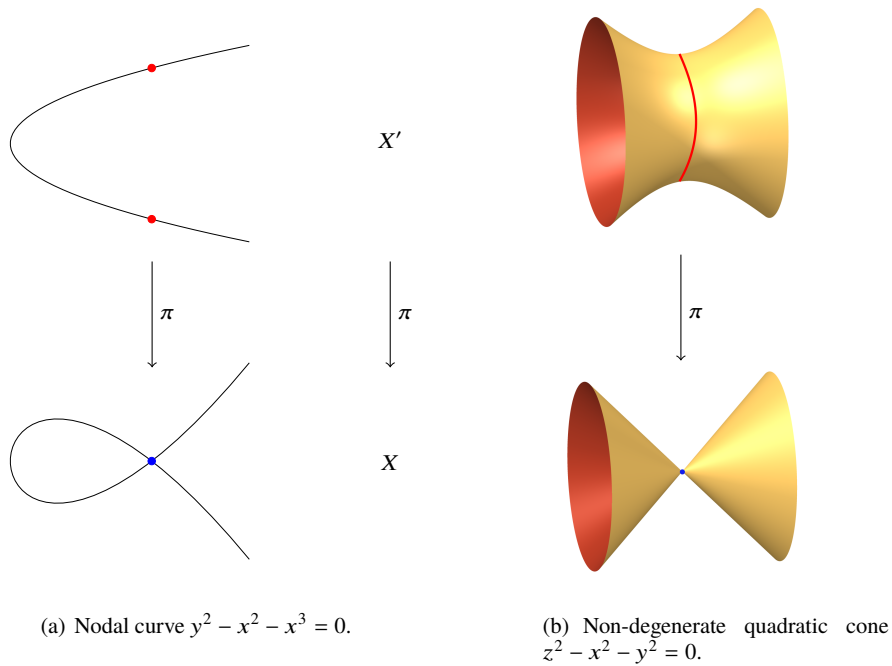 X′
π
π
π
X
(a) Nodal curve y² − x² − x³ = 0.
(b) Non-degenerate quadratic cone
z² − x² − y² = 0.